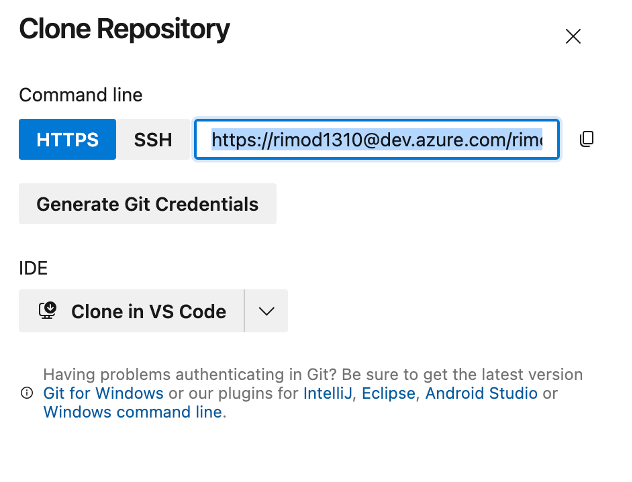 Clone Repository
Command line
HTTPS
SSH
https://rimod1310@dev.azure.com/rimo
Generate Git Credentials
IDE
Clone in VS Code
Having problems authenticating in Git? Be sure to get the latest version
Git for Windows or our plugins for IntelliJ, Eclipse, Android Studio or
Windows command line.